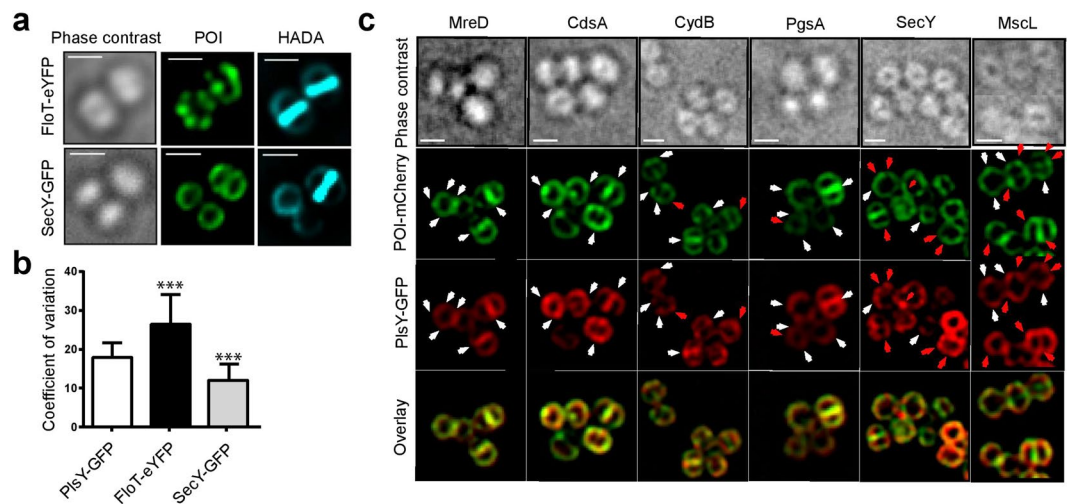 a
Phase contrast POI HADA
FloT-eYFP
SecY-GFP
b
Coefficient of variation
40
30
20
10
0
***
***
PlsY-GFP
FloT-eYFP
SecY-GFP
c
MreD CdsA CydB PgsA SecY MscL
Phase contrast
POI-mCherry
PlsY-GFP
Overlay